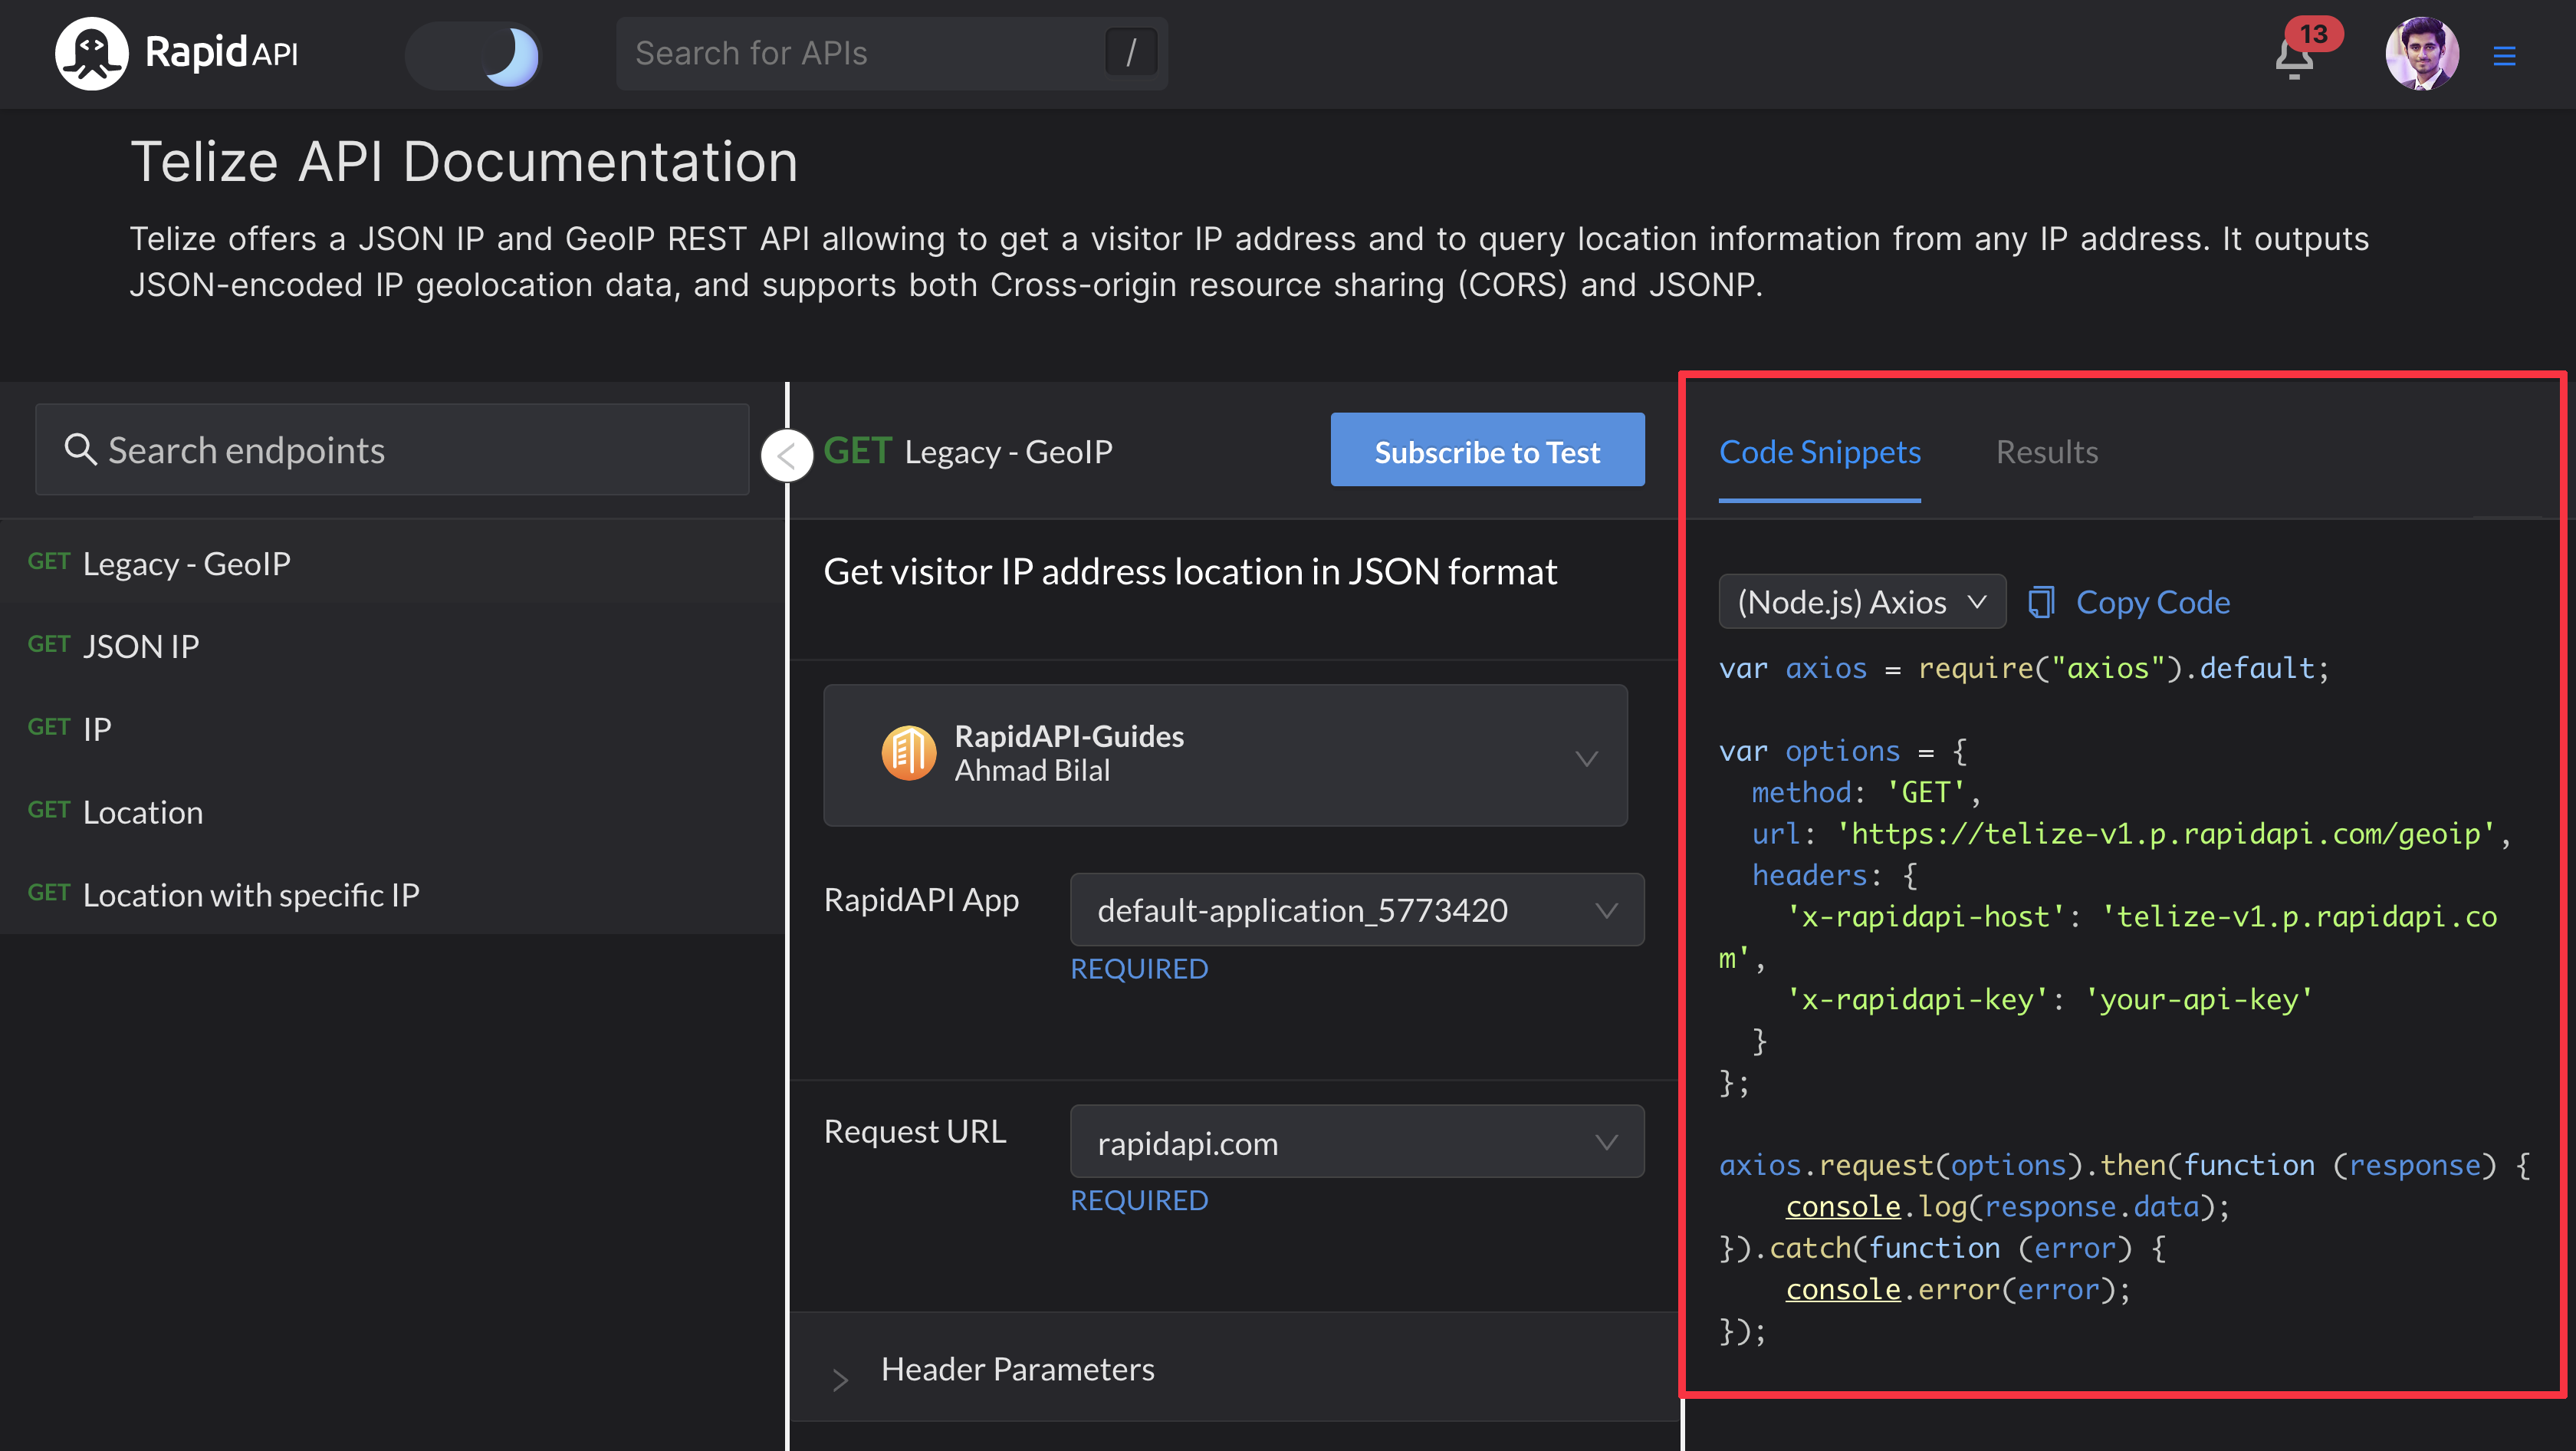 RapidAPI
Search for APIs
/
13
Telize API Documentation
Telize offers a JSON IP and GeoIP REST API allowing to get a visitor IP address and to query location information from any IP address. It outputs
JSON-encoded IP geolocation data, and supports both Cross-origin resource sharing (CORS) and JSONP.
Search endpoints
GET Legacy - GeoIP
GET JSON IP
GET IP
GET Location
GET Location with specific IP
GET Legacy - GeoIP
Subscribe to Test
Get visitor IP address location in JSON format
RapidAPI-Guides
Ahmad Bilal
RapidAPI App
default-application_5773420
REQUIRED
Request URL
rapidapi.com
REQUIRED
Header Parameters
Code Snippets
Results
(Node.js) Axios
Copy Code
var axios = require("axios").default;
var options = {
  method: 'GET',
  url: 'https://telize-v1.p.rapidapi.com/geoip',
  headers: {
    'x-rapidapi-host': 'telize-v1.p.rapidapi.co
m',
    'x-rapidapi-key': 'your-api-key'
  }
};
axios.request(options).then(function (response) {
    console.log(response.data);
}).catch(function (error) {
    console.error(error);
});